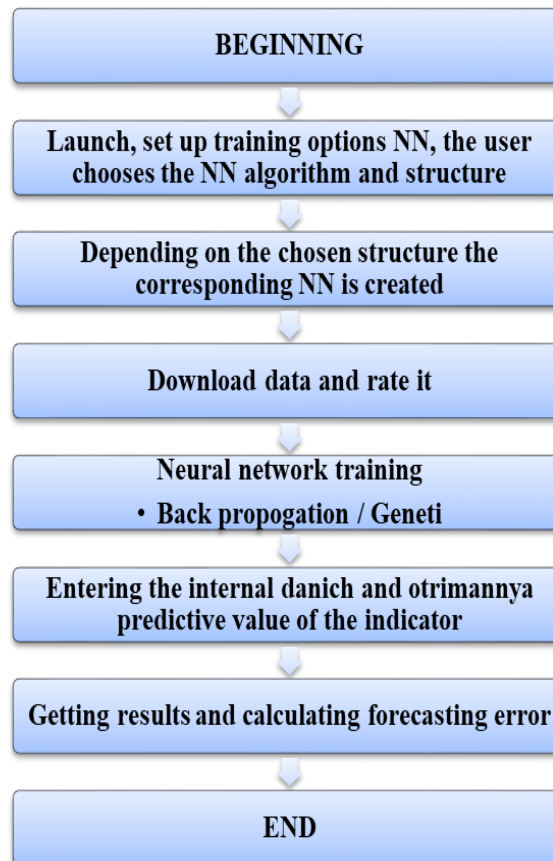 BEGINNING
Launch, set up training options NN, the user
chooses the NN algorithm and structure
Depending on the chosen structure the
corresponding NN is created
Download data and rate it
Neural network training
• Back propogation / Geneti
Entering the internal danich and otrimannya
predictive value of the indicator
Getting results and calculating forecasting error
END